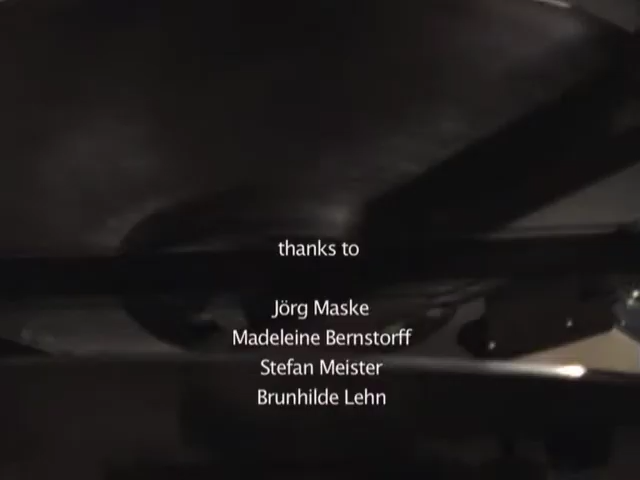 thanks to
Jörg Maske
Madeleine Bernstorff
Stefan Meister
Brunhilde Lehn